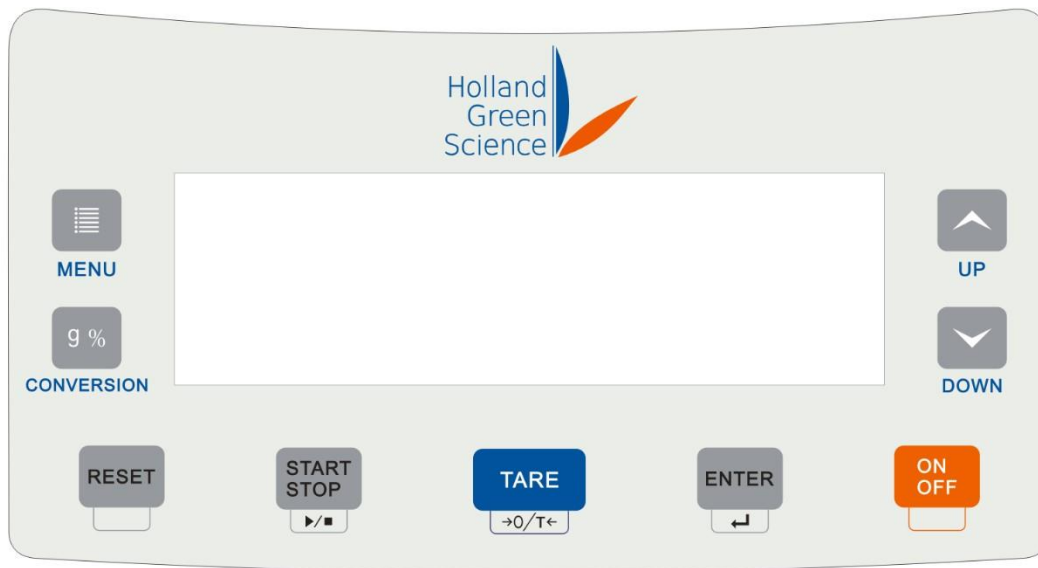 Holland
Green
Science
MENU
UP
g %
CONVERSION
DOWN
RESET
START
STOP
▶/■
TARE
→0/T←
ENTER
↵
ON
OFF